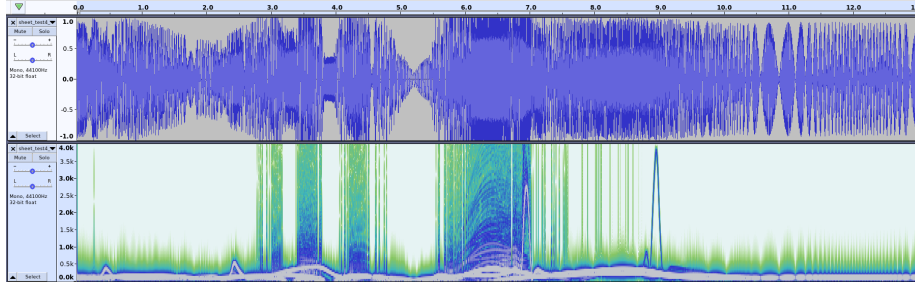 0.0 1.0 2.0 3.0 4.0 5.0 6.0 7.0 8.0 9.0 10.0 11.0 12.0
× sheet_test4_ ▼
Mute Solo
- +
L R
Mono, 44100Hz
32-bit float
▲ Select
1.0
0.5
0.0
-0.5
-1.0
× sheet_test4_ ▼
Mute Solo
- +
L R
Mono, 44100Hz
32-bit float
▲ Select
4.0k
3.5k
3.0k
2.5k
2.0k
1.5k
1.0k
0.5k
0.0k